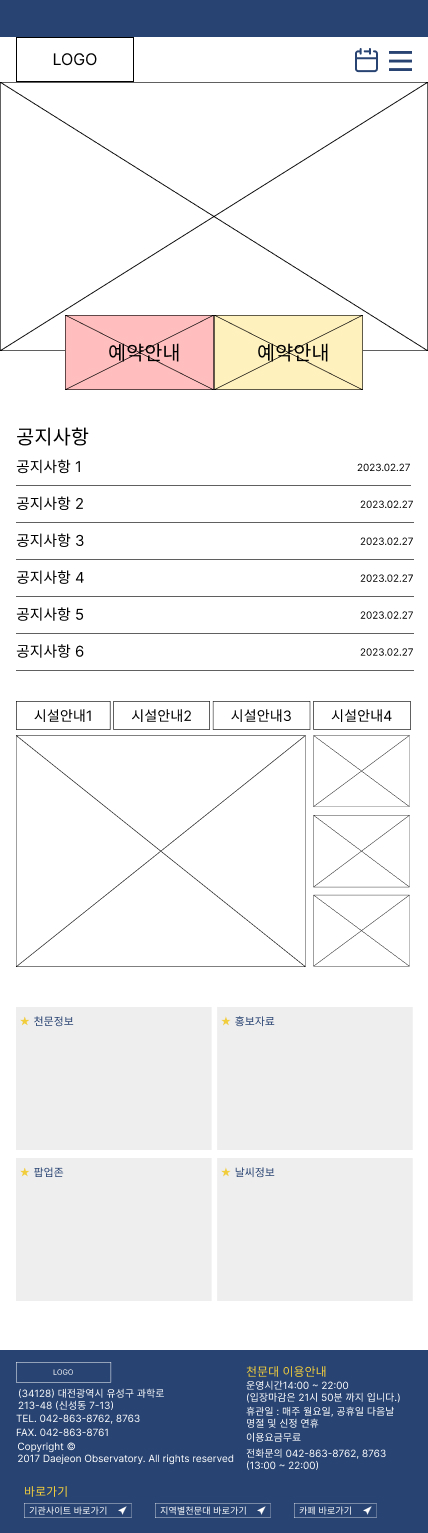 LOGO
예약안내 예약안내
공지사항
공지사항 1 2023.02.27
공지사항 2 2023.02.27
공지사항 3 2023.02.27
공지사항 4 2023.02.27
공지사항 5 2023.02.27
공지사항 6 2023.02.27
시설안내1 시설안내2 시설안내3 시설안내4
★ 천문정보
★ 홍보자료
★ 팝업존
★ 날씨정보
LOGO
(34128) 대전광역시 유성구 과학로
213-48 (신성동 7-13)
TEL. 042-863-8762, 8763
FAX. 042-863-8761
Copyright ©
2017 Daejeon Observatory. All rights reserved
천문대 이용안내
운영시간14:00 ~ 22:00
(입장마감은 21시 50분 까지 입니다.)
휴관일 : 매주 월요일, 공휴일 다음날
명절 및 신정 연휴
이용요금무료
전화문의 042-863-8762, 8763
(13:00 ~ 22:00)
바로가기
기관사이트 바로가기 지역별천문대 바로가기 카페 바로가기